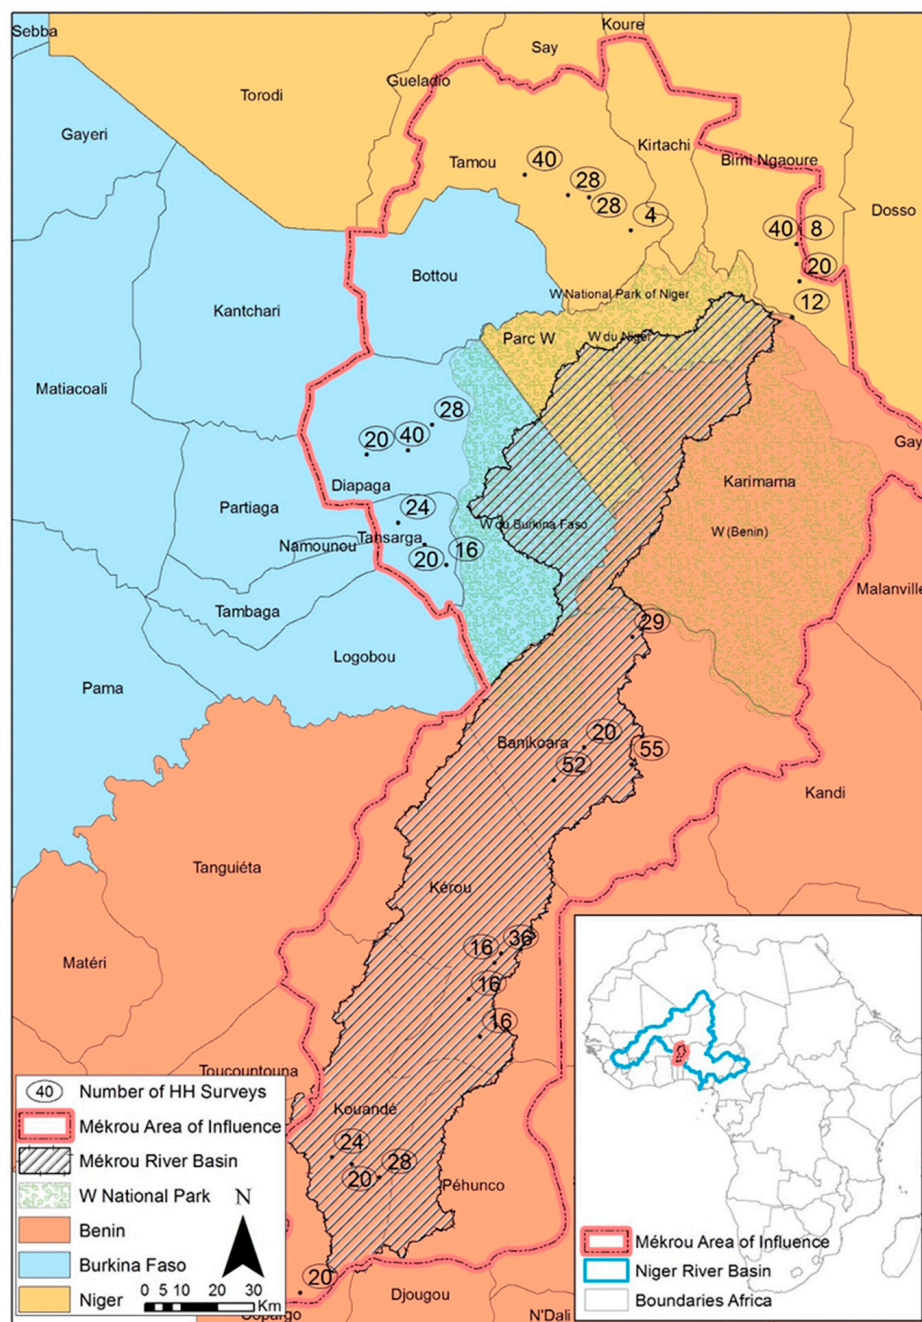 Sebba
Koure
Say
Gueladio
Torodi
Gayeri
Kirtachi
Tamou
40
Birni Ngaoure
28
28
4
Dosso
40
8
Bottou
20
W National Park of Niger
12
Kantchari
Parc W
W du Niger
Matiacoali
28
20
40
Gay
Diapaga
Karimama
Partiaga
24
W du Burkina Faso
W (Benin)
Namounou
Tansarga
20
16
Malanville
Tambaga
29
Logobou
Pama
20
Banikoara
55
52
Kandi
Tanguiéta
Kérou
16
36
Matéri
16
16
Toucountouna
Kouandé
24
20
28
Péhunco
20
Djougou
Copargo
N'Dali
40 Number of HH Surveys
Mékrou Area of Influence
Mékrou River Basin
W National Park
Benin
Burkina Faso
Niger
N
0 5 10 20 30
Km
Mékrou Area of Influence
Niger River Basin
Boundaries Africa